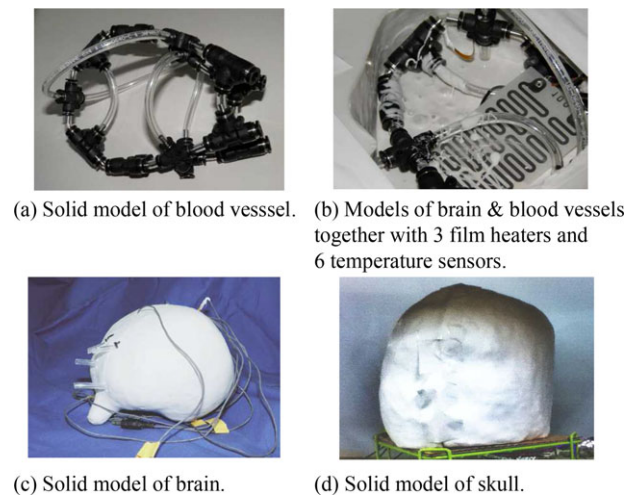 (a) Solid model of blood vesssel.
(b) Models of brain & blood vessels
together with 3 film heaters and
6 temperature sensors.
(c) Solid model of brain.
(d) Solid model of skull.